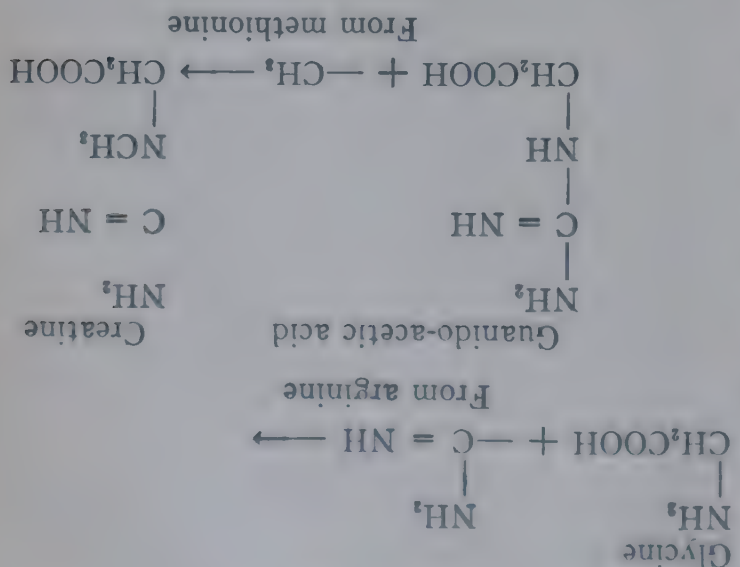 Glycine
NH₂ NH₂
| |
CH₂COOH + —C = NH ⟶
From arginine
Guanido-acetic acid Creatine
NH₂ NH₂
|
C = NH C = NH
|
NH NCH₃
| |
CH₂COOH + —CH₃ ⟶ CH₂COOH
From methionine